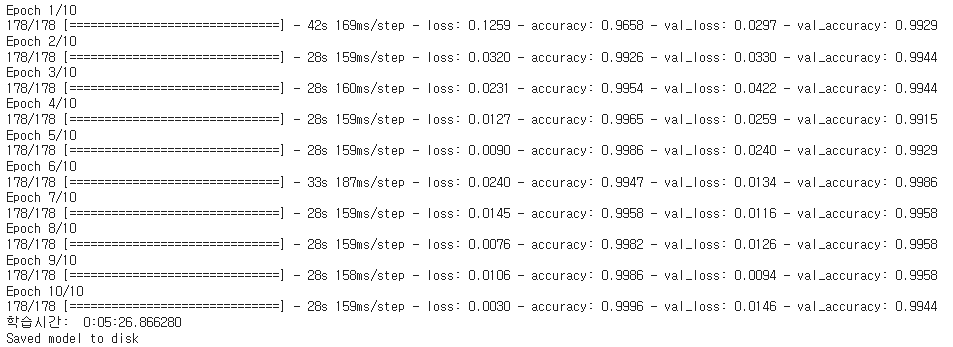 Epoch 1/10
178/178 [==============================] - 42s 169ms/step - loss: 0.1259 - accuracy: 0.9658 - val_loss: 0.0297 - val_accuracy: 0.9929
Epoch 2/10
178/178 [==============================] - 28s 159ms/step - loss: 0.0320 - accuracy: 0.9926 - val_loss: 0.0330 - val_accuracy: 0.9944
Epoch 3/10
178/178 [==============================] - 28s 160ms/step - loss: 0.0231 - accuracy: 0.9954 - val_loss: 0.0422 - val_accuracy: 0.9944
Epoch 4/10
178/178 [==============================] - 28s 159ms/step - loss: 0.0127 - accuracy: 0.9965 - val_loss: 0.0259 - val_accuracy: 0.9915
Epoch 5/10
178/178 [==============================] - 28s 159ms/step - loss: 0.0090 - accuracy: 0.9986 - val_loss: 0.0240 - val_accuracy: 0.9929
Epoch 6/10
178/178 [==============================] - 33s 187ms/step - loss: 0.0240 - accuracy: 0.9947 - val_loss: 0.0134 - val_accuracy: 0.9986
Epoch 7/10
178/178 [==============================] - 28s 159ms/step - loss: 0.0145 - accuracy: 0.9958 - val_loss: 0.0116 - val_accuracy: 0.9958
Epoch 8/10
178/178 [==============================] - 28s 159ms/step - loss: 0.0076 - accuracy: 0.9982 - val_loss: 0.0126 - val_accuracy: 0.9958
Epoch 9/10
178/178 [==============================] - 28s 158ms/step - loss: 0.0106 - accuracy: 0.9986 - val_loss: 0.0094 - val_accuracy: 0.9958
Epoch 10/10
178/178 [==============================] - 28s 159ms/step - loss: 0.0030 - accuracy: 0.9996 - val_loss: 0.0146 - val_accuracy: 0.9944
학습시간:  0:05:26.866280
Saved model to disk